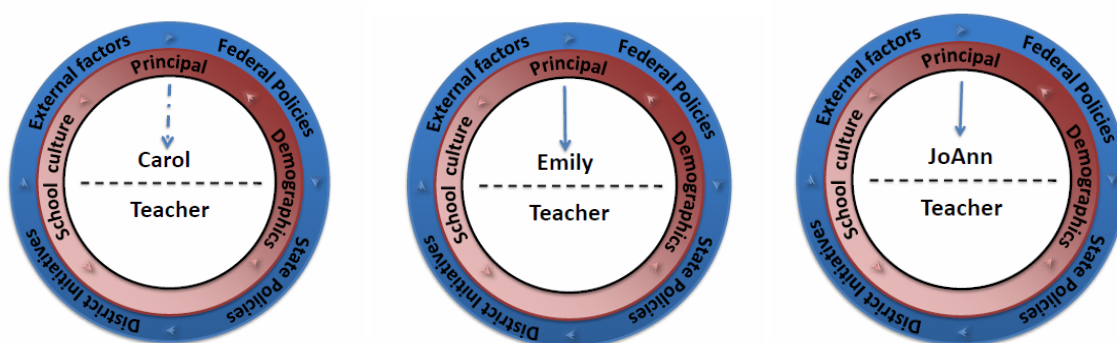 External factors
Federal Policies
Principal
School culture
Demographics
Carol
Teacher
District Initiatives
State Policies
External factors
Federal Policies
Principal
School culture
Demographics
Emily
Teacher
District Initiatives
State Policies
External factors
Federal Policies
Principal
School culture
Demographics
JoAnn
Teacher
District Initiatives
State Policies